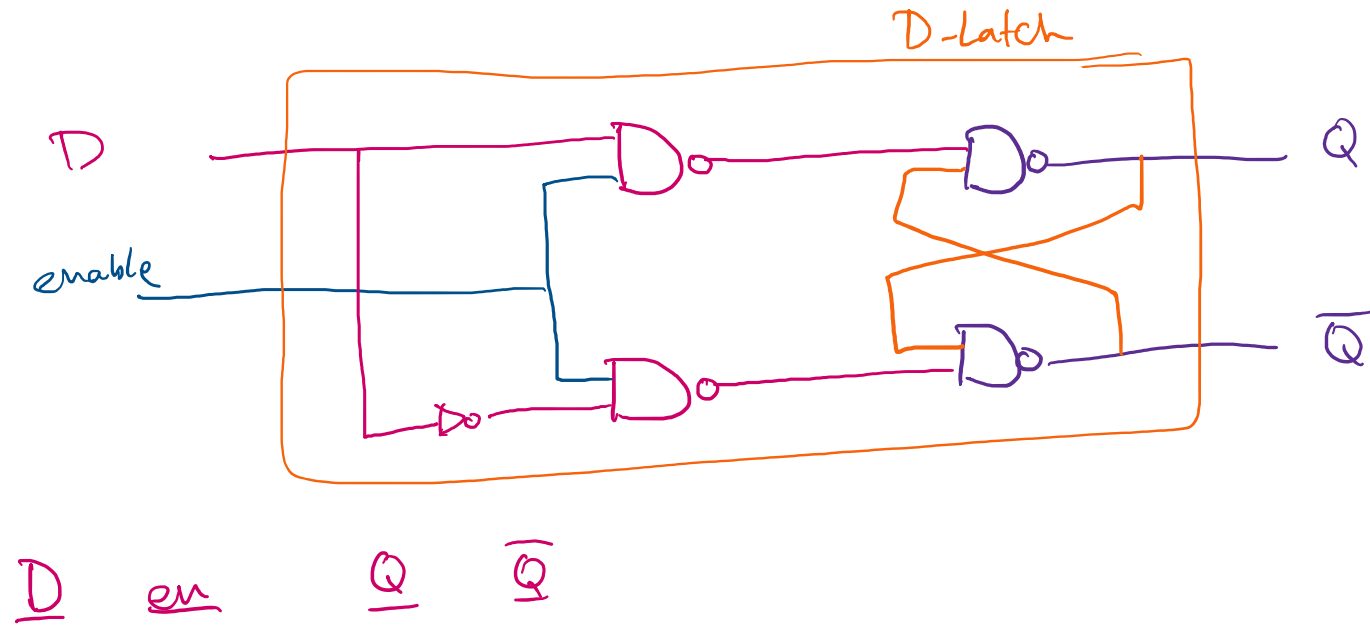 D-Latch
D
Q
enable
Q̅
D en Q Q̅